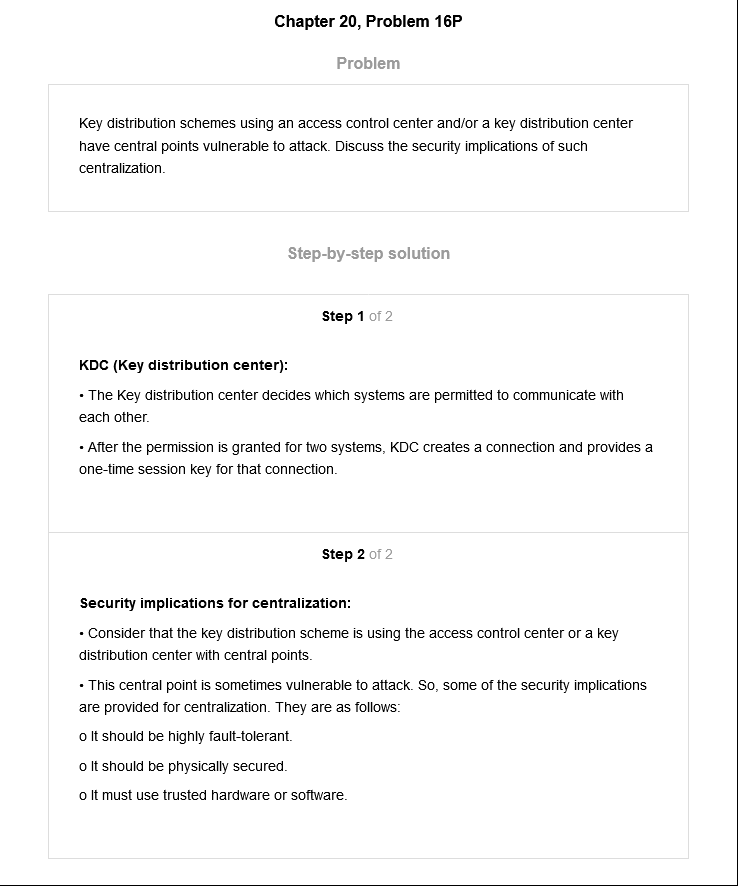 Chapter 20, Problem 16P
Problem
Key distribution schemes using an access control center and/or a key distribution center
have central points vulnerable to attack. Discuss the security implications of such
centralization.
Step-by-step solution
Step 1 of 2
KDC (Key distribution center):
• The Key distribution center decides which systems are permitted to communicate with
each other.
• After the permission is granted for two systems, KDC creates a connection and provides a
one-time session key for that connection.
Step 2 of 2
Security implications for centralization:
• Consider that the key distribution scheme is using the access control center or a key
distribution center with central points.
• This central point is sometimes vulnerable to attack. So, some of the security implications
are provided for centralization. They are as follows:
o It should be highly fault-tolerant.
o It should be physically secured.
o It must use trusted hardware or software.